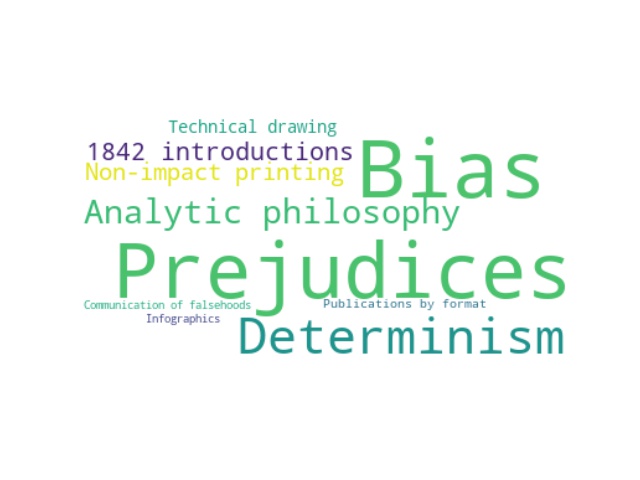 Technical drawing
1842 introductions
Bias
Non-impact printing
Analytic philosophy
Prejudices
Communication of falsehoods
Publications by format
Infographics
Determinism